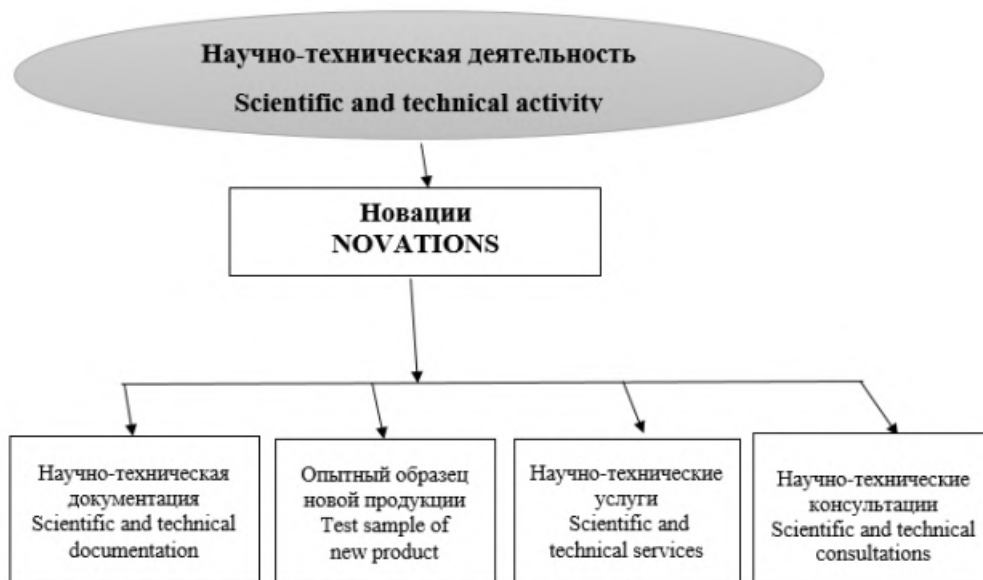 Научно-техническая деятельность
Scientific and technical activity
Новации
NOVATIONS
Научно-техническая
документация
Scientific and technical
documentation
Опытный образец
новой продукции
Test sample of
new product
Научно-технические
услуги
Scientific and
technical services
Научно-технические
консультации
Scientific and technical
consultations